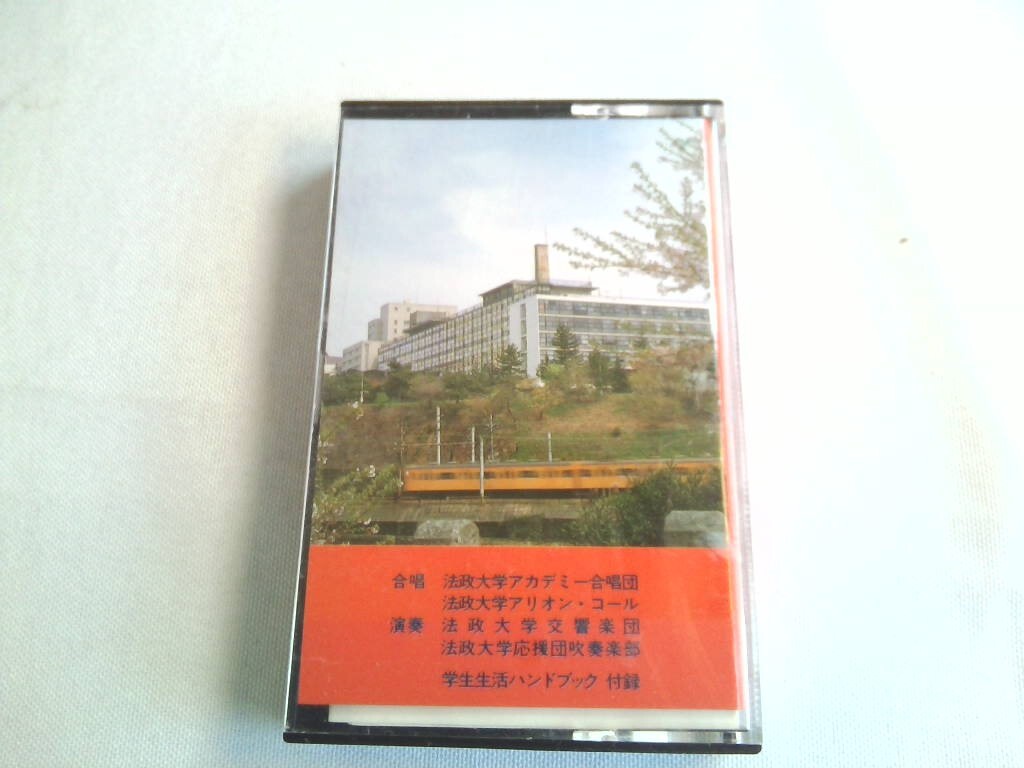 合唱 法政大学アカデミー合唱団
法政大学アリオン・コール
演奏 法政大学交響楽団
法政大学応援団吹奏楽部
学生生活ハンドブック 付録